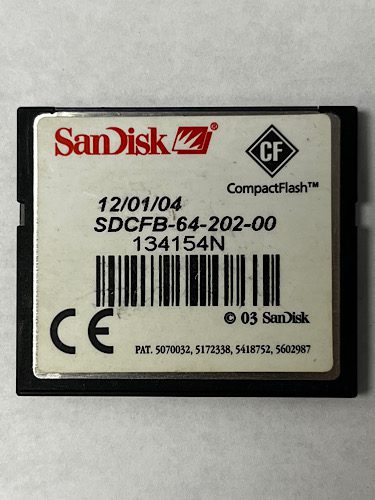 SanDisk
CF
CompactFlash™
12/01/04
SDCFB-64-202-00
134154N
CE
© 03 SanDisk
PAT. 5070032, 5172338, 5418752, 5602987